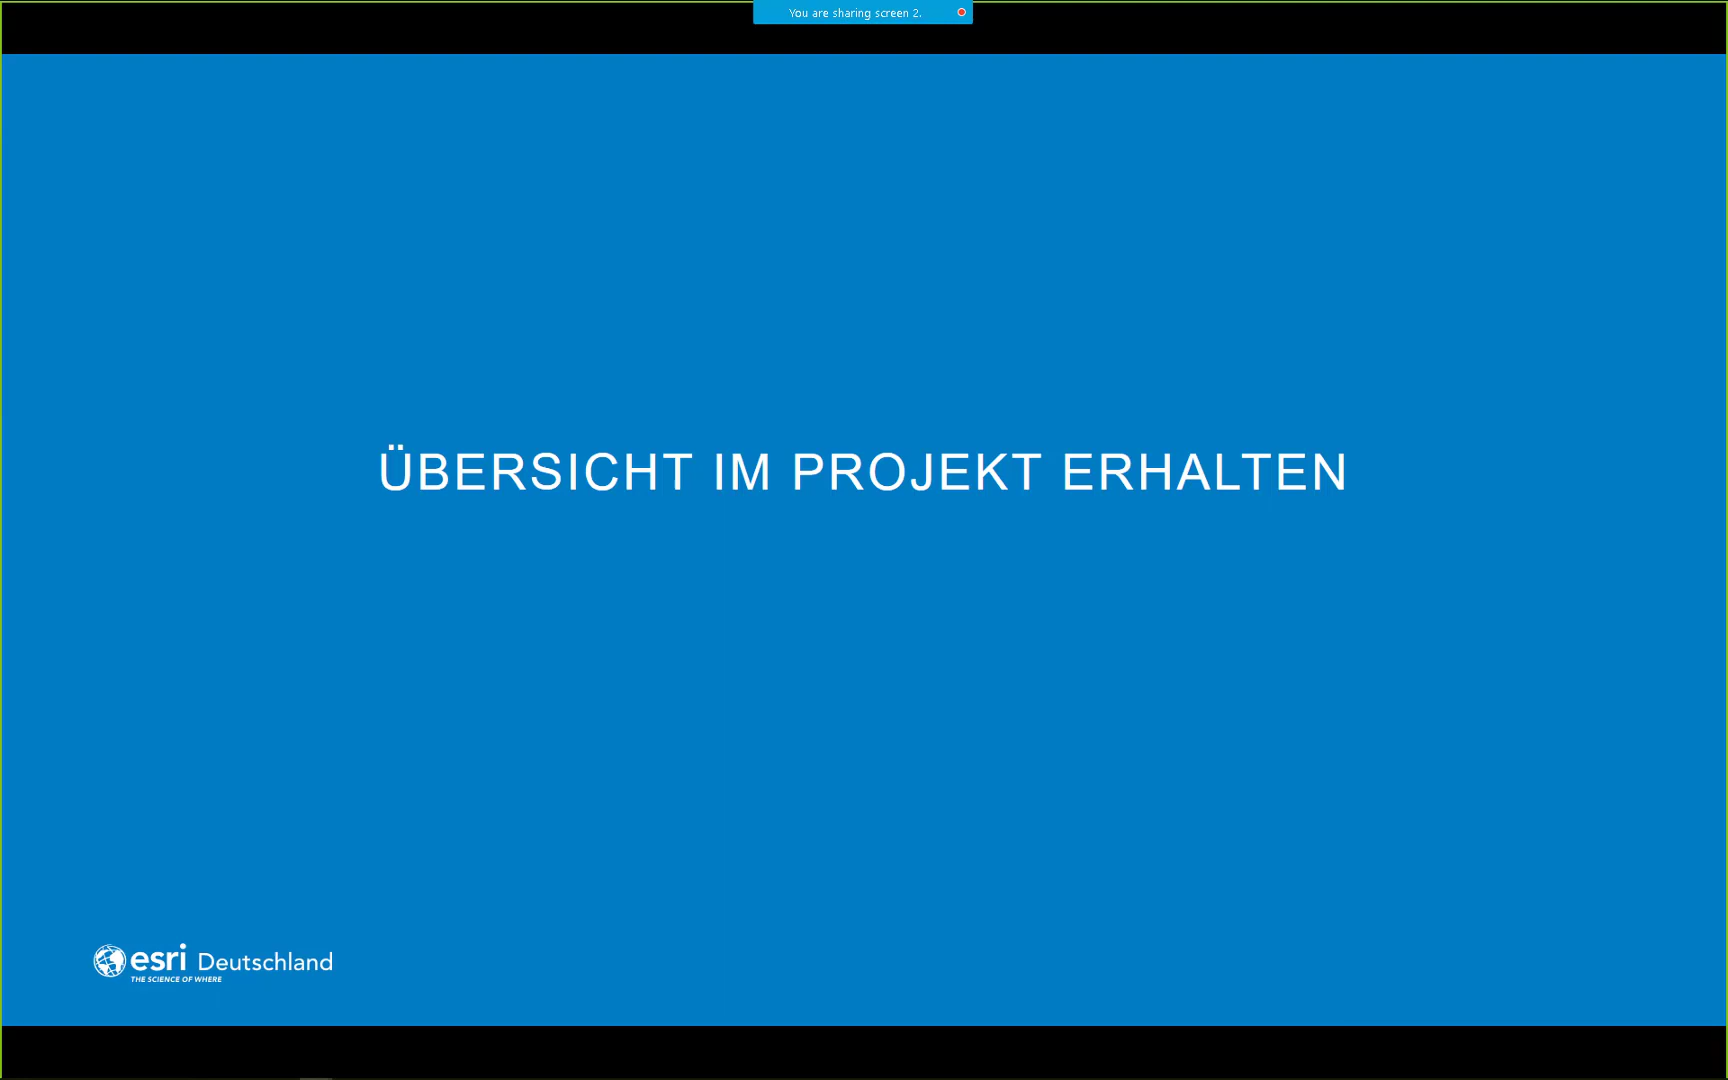 You are sharing screen 2.
ÜBERSICHT IM PROJEKT ERHALTEN
esri Deutschland
THE SCIENCE OF WHERE